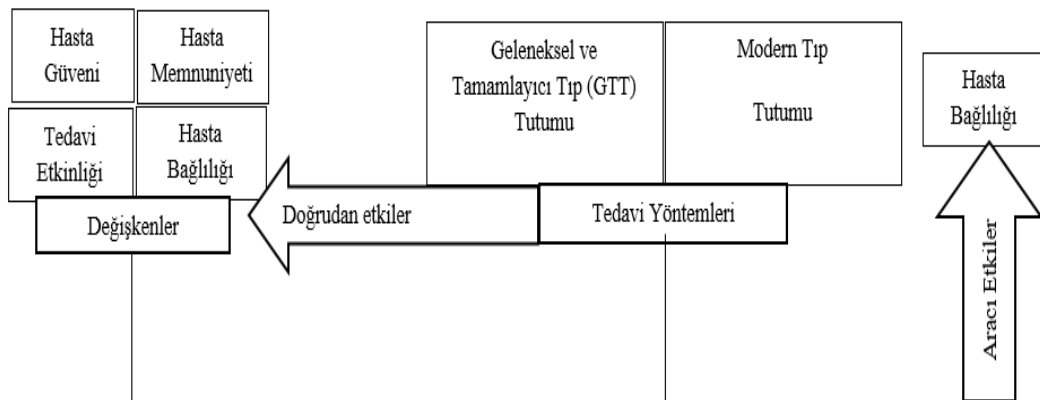 Hasta
Güveni
Hasta
Memnuniyeti
Tedavi
Etkinliği
Hasta
Bağlılığı
Değişkenler
Doğrudan etkiler
Geleneksel ve
Tamamlayıcı Tıp (GTT)
Tutumu
Modern Tıp
Tutumu
Tedavi Yöntemleri
Hasta
Bağlılığı
Aracı Etkiler